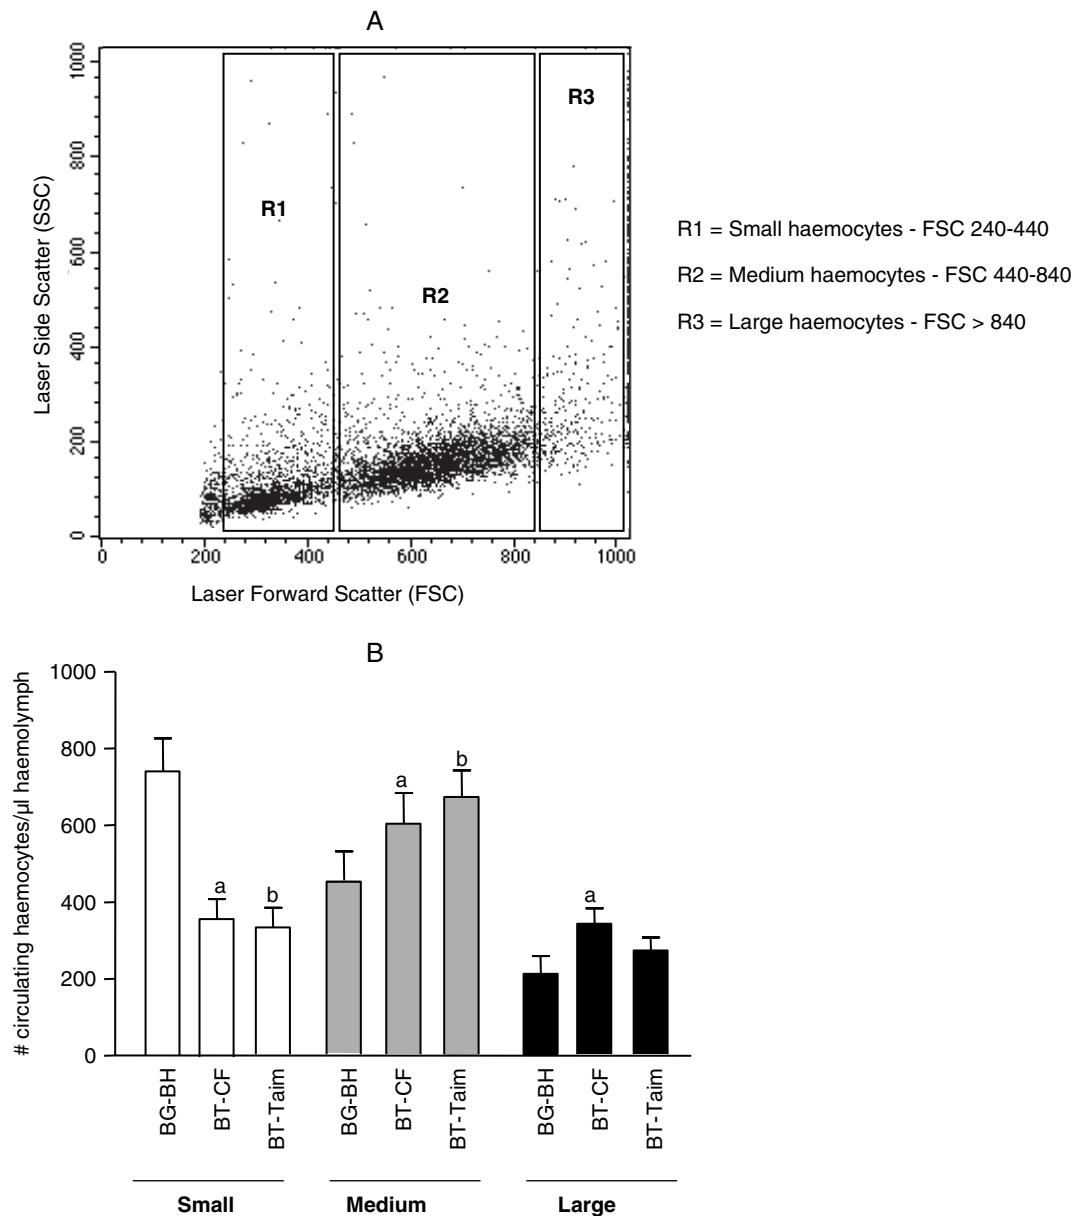 A
1000
800
600
400
200
0
Laser Side Scatter (SSC)
R1
R2
R3
0 200 400 600 800 1000
Laser Forward Scatter (FSC)
R1 = Small haemocytes - FSC 240-440
R2 = Medium haemocytes - FSC 440-840
R3 = Large haemocytes - FSC > 840
B
# circulating haemocytes/µl haemolymph
1000
800
600
400
200
0
a
b
a
b
a
BG-BH
BT-CF
BT-Taim
BG-BH
BT-CF
BT-Taim
BG-BH
BT-CF
BT-Taim
Small Medium Large